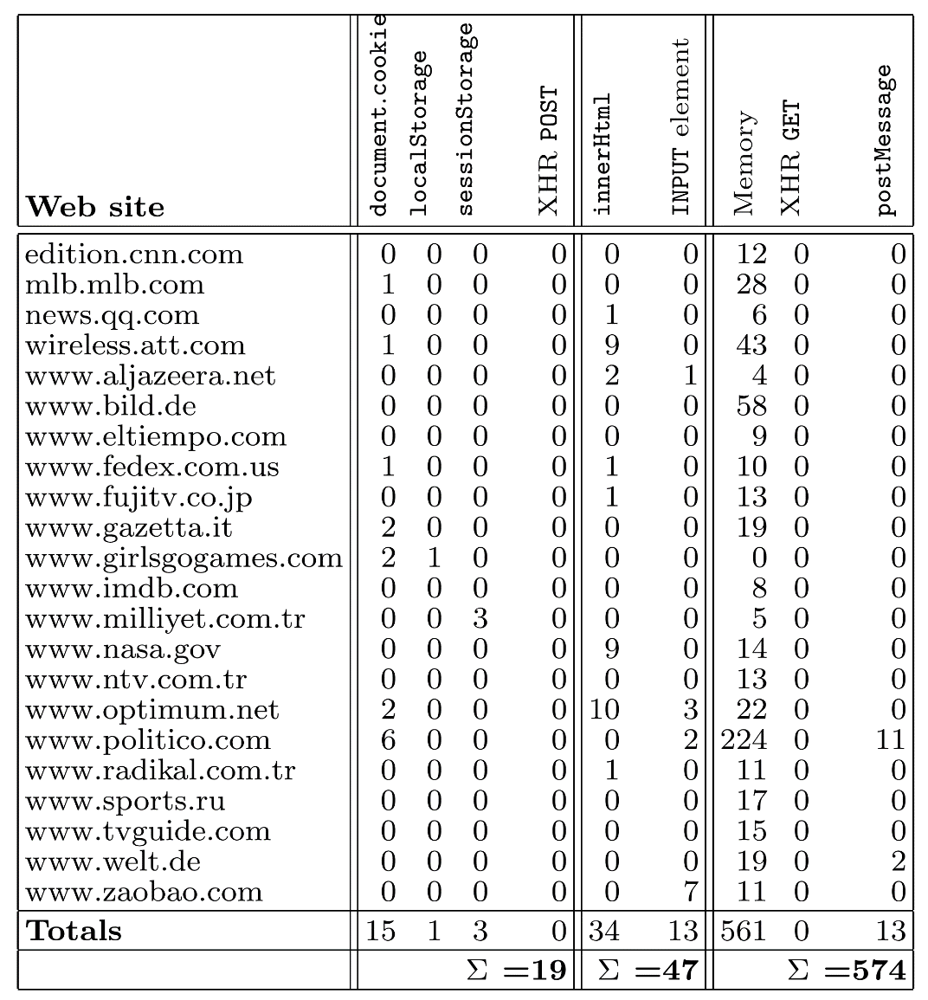 Web site document.cookie localStorage sessionStorage XHR POST innerHtml INPUT element Memory XHR GET postMessage
edition.cnn.com 0 0 0 0 0 0 12 0 0
mlb.mlb.com 1 0 0 0 0 0 28 0 0
news.qq.com 0 0 0 0 1 0 6 0 0
wireless.att.com 1 0 0 0 9 0 43 0 0
www.aljazeera.net 0 0 0 0 2 1 4 0 0
www.bild.de 0 0 0 0 0 0 58 0 0
www.eltiempo.com 0 0 0 0 0 0 9 0 0
www.fedex.com.us 1 0 0 0 1 0 10 0 0
www.fujitv.co.jp 0 0 0 0 1 0 13 0 0
www.gazetta.it 2 0 0 0 0 0 19 0 0
www.girlsgogames.com 2 1 0 0 0 0 0 0 0
www.imdb.com 0 0 0 0 0 0 8 0 0
www.milliyet.com.tr 0 0 3 0 0 0 5 0 0
www.nasa.gov 0 0 0 0 9 0 14 0 0
www.ntv.com.tr 0 0 0 0 0 0 13 0 0
www.optimum.net 2 0 0 0 10 3 22 0 0
www.politico.com 6 0 0 0 0 2 224 0 11
www.radikal.com.tr 0 0 0 0 1 0 11 0 0
www.sports.ru 0 0 0 0 0 0 17 0 0
www.tvguide.com 0 0 0 0 0 0 15 0 0
www.welt.de 0 0 0 0 0 0 19 0 2
www.zaobao.com 0 0 0 0 0 7 11 0 0
Totals 15 1 3 0 34 13 561 0 13
Σ =19 Σ =47 Σ =574